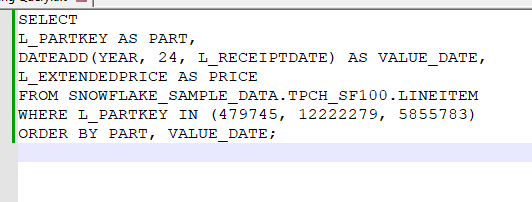 SELECT
L_PARTKEY AS PART,
DATEADD(YEAR, 24, L_RECEIPTDATE) AS VALUE_DATE,
L_EXTENDEDPRICE AS PRICE
FROM SNOWFLAKE_SAMPLE_DATA.TPCH_SF100.LINEITEM
WHERE L_PARTKEY IN (479745, 12222279, 5855783)
ORDER BY PART, VALUE_DATE;